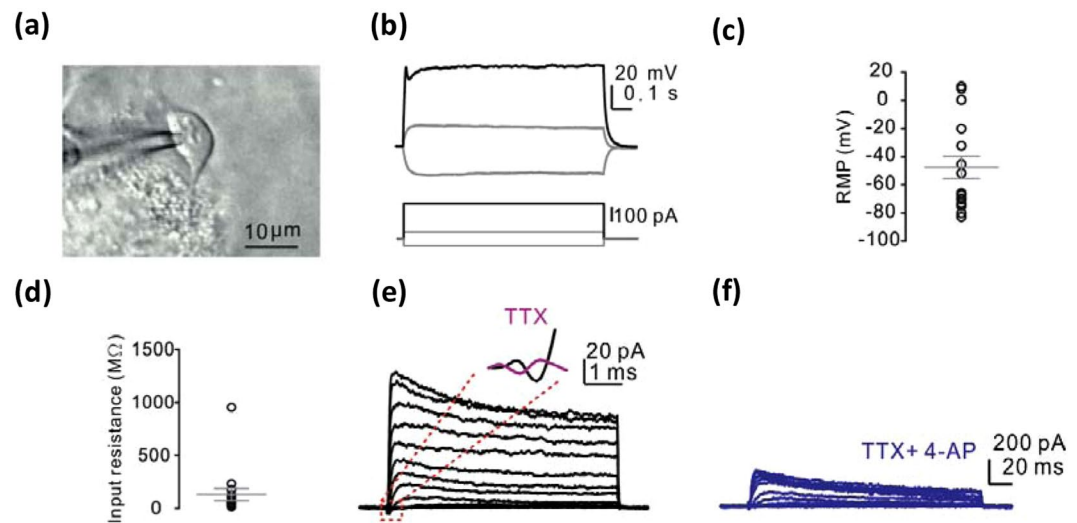 (a)
10μm
(b)
20 mV
0.1 s
100 pA
(c)
RMP (mV)
20
0
-20
-40
-60
-80
-100
(d)
Input resistance (MΩ)
1500
1000
500
0
(e)
TTX
20 pA
1 ms
(f)
TTX+ 4-AP
200 pA
20 ms